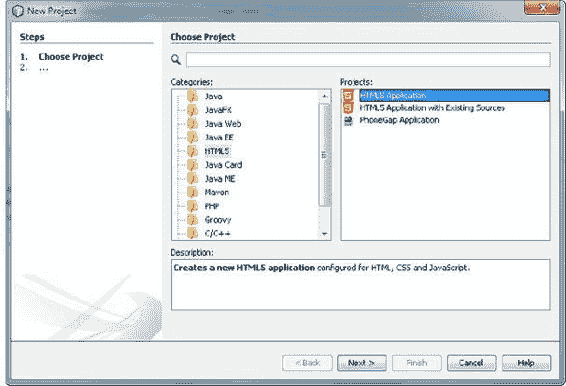 New Project
Steps
1. Choose Project
2. ...
Choose Project
Categories:
Java
JavaFX
Java Web
Java EE
HTML5
Java Card
Java ME
Maven
PHP
Groovy
C/C++
Projects:
HTML5 Application
HTML5 Application with Existing Sources
PhoneGap Application
Description:
Creates a new HTML5 application configured for HTML, CSS and JavaScript.
< Back
Next >
Finish
Cancel
Help